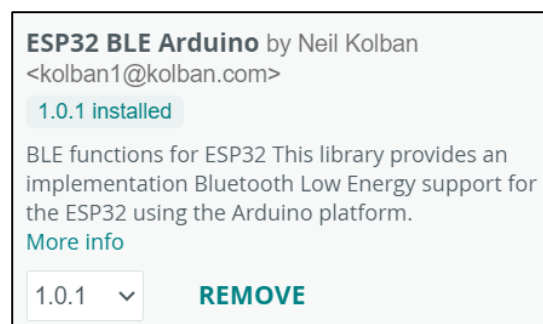 ESP32 BLE Arduino by Neil Kolban
<kolban1@kolban.com>
1.0.1 installed
BLE functions for ESP32 This library provides an
implementation Bluetooth Low Energy support for
the ESP32 using the Arduino platform.
More info
1.0.1 REMOVE